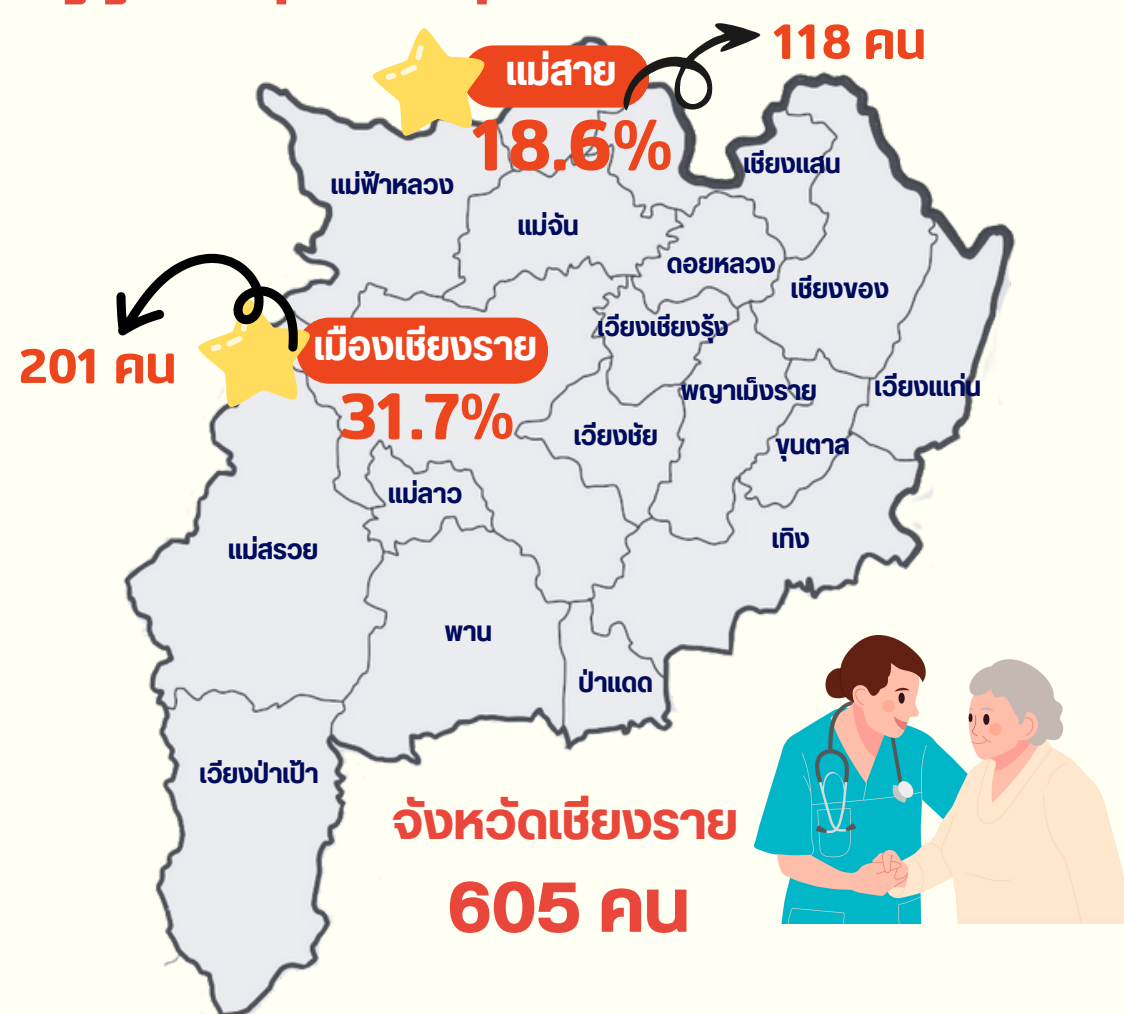 118 คน
แม่สาย
18.6%
เชียงแสน
แม่ฟ้าหลวง
แม่จัน
ดอยหลวง
เชียงของ
เวียงเชียงรุ้ง
เมืองเชียงราย
201 คน
31.7%
พญาเม็งราย
เวียงแก่น
เวียงชัย
ขุนตาล
แม่ลาว
เทิง
แม่สรวย
พาน
ป่าแดด
เวียงป่าเป้า
จังหวัดเชียงราย
605 คน